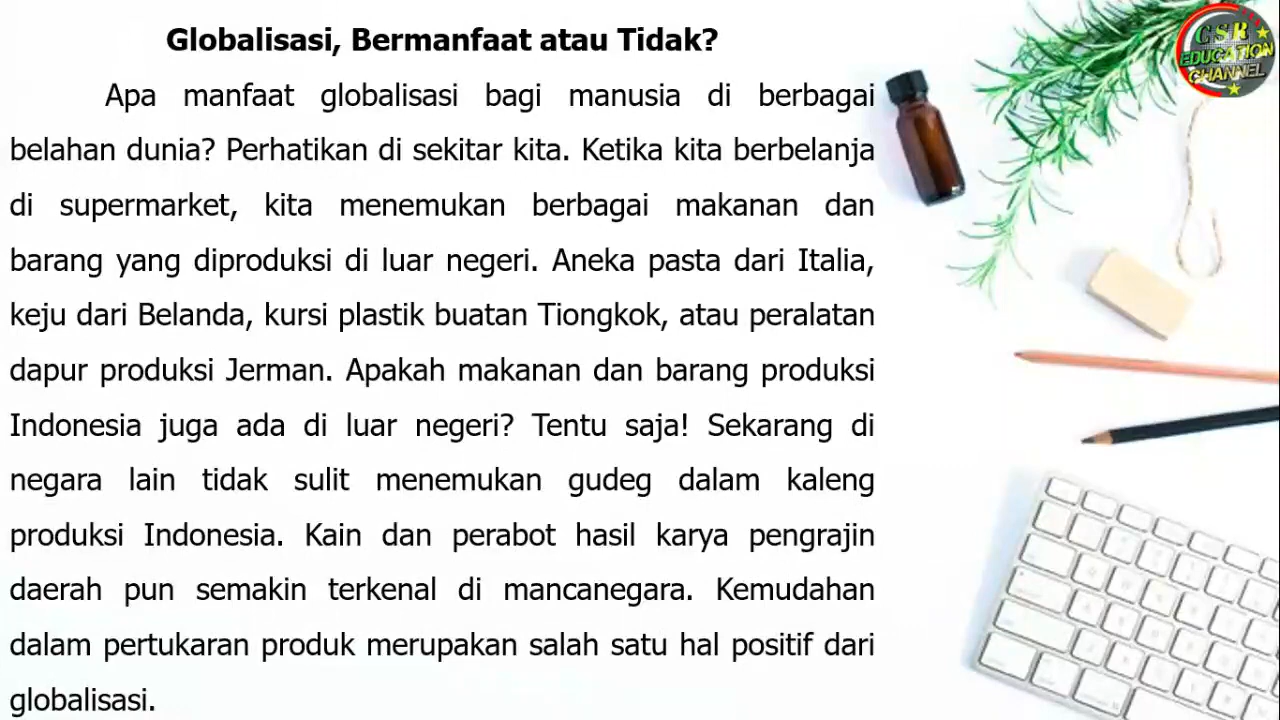 Globalisasi, Bermanfaat atau Tidak?
Apa manfaat globalisasi bagi manusia di berbagai
belahan dunia? Perhatikan di sekitar kita. Ketika kita berbelanja
di supermarket, kita menemukan berbagai makanan dan
barang yang diproduksi di luar negeri. Aneka pasta dari Italia,
keju dari Belanda, kursi plastik buatan Tiongkok, atau peralatan
dapur produksi Jerman. Apakah makanan dan barang produksi
Indonesia juga ada di luar negeri? Tentu saja! Sekarang di
negara lain tidak sulit menemukan gudeg dalam kaleng
produksi Indonesia. Kain dan perabot hasil karya pengrajin
daerah pun semakin terkenal di mancanegara. Kemudahan
dalam pertukaran produk merupakan salah satu hal positif dari
globalisasi.
GSR
EDUCATION
CHANNEL